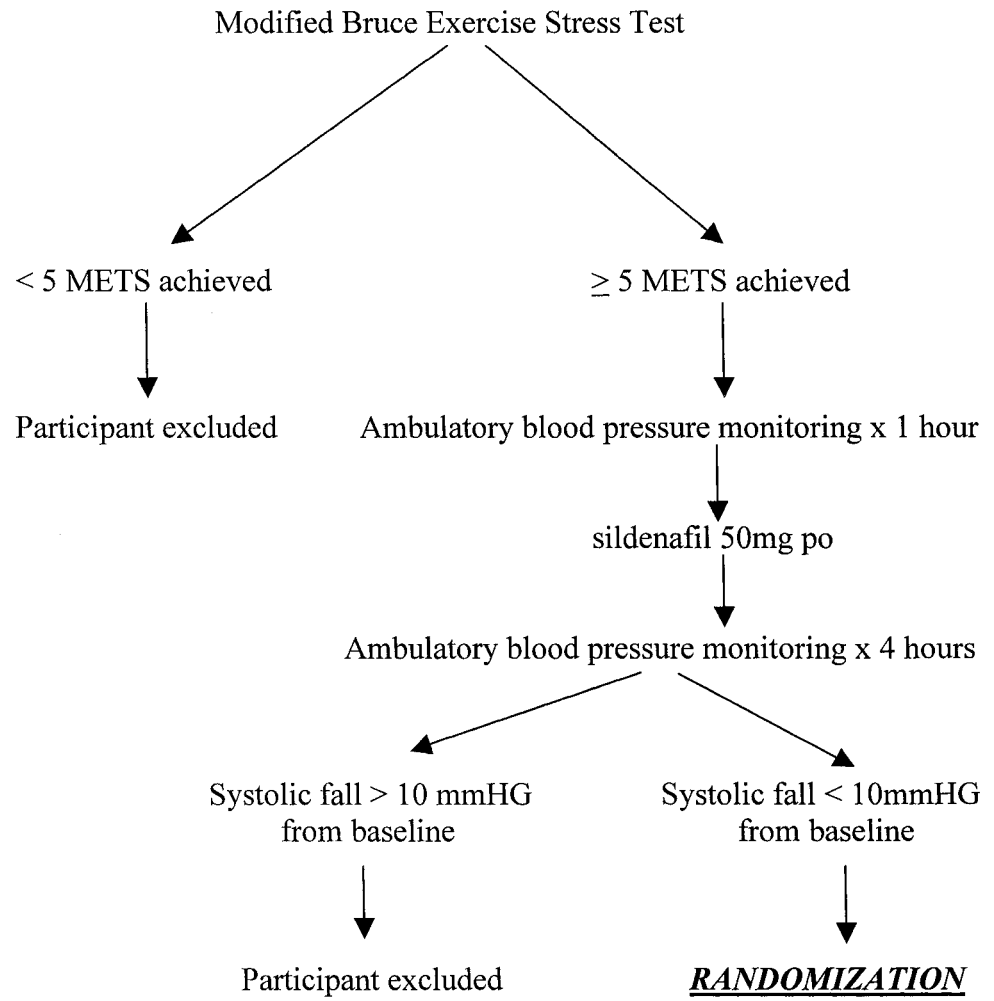 Modified Bruce Exercise Stress Test
< 5 METS achieved
≥ 5 METS achieved
Participant excluded
Ambulatory blood pressure monitoring x 1 hour
sildenafil 50mg po
Ambulatory blood pressure monitoring x 4 hours
Systolic fall > 10 mmHG
from baseline
Systolic fall < 10mmHG
from baseline
Participant excluded
RANDOMIZATION